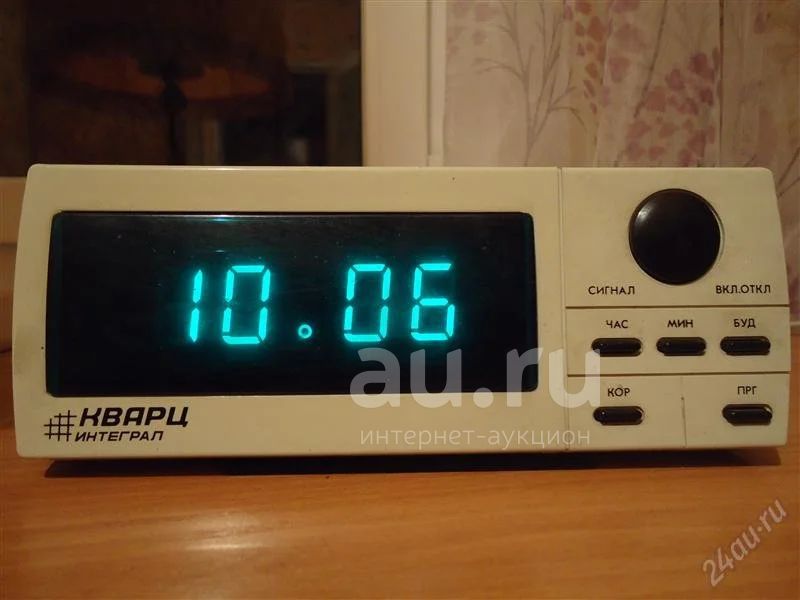 10.06
СИГНАЛ
ВКЛ.ОТКЛ
ЧАС
МИН
БУД
КОР
ПРГ
КВАРЦ
ИНТЕГРАЛ
au.ru
интернет-аукцион
24au.ru